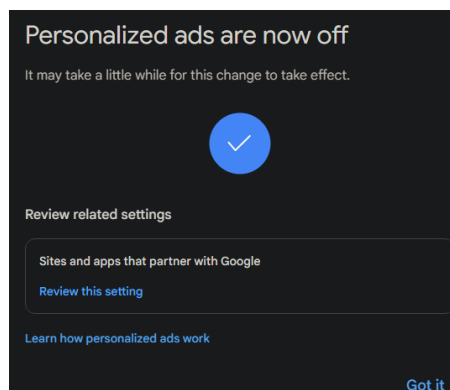 Personalized ads are now off
It may take a little while for this change to take effect.
Review related settings
Sites and apps that partner with Google
Review this setting
Learn how personalized ads work
Got it